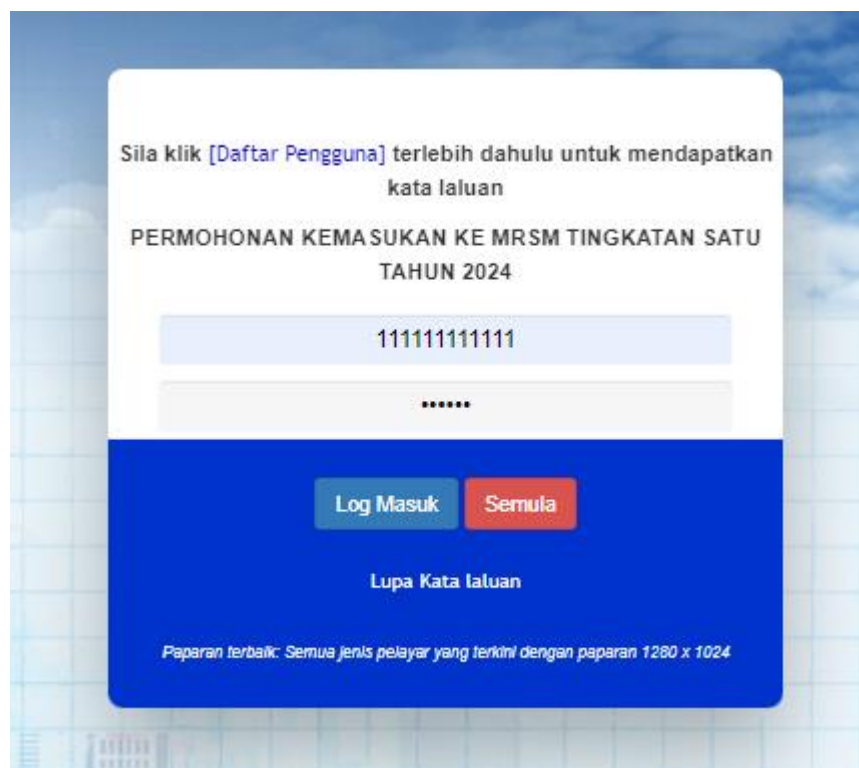 Sila klik [Daftar Pengguna] terlebih dahulu untuk mendapatkan
kata laluan
PERMOHONAN KEMASUKAN KE MRSM TINGKATAN SATU
TAHUN 2024
111111111111
••••••
Log Masuk
Semula
Lupa Kata laluan
Paparan terbaik: Semua jenis pelayar yang terkini dengan paparan 1280 x 1024